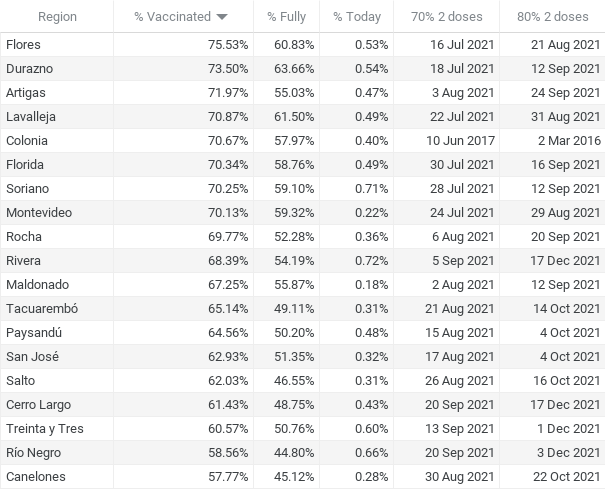 Region % Vaccinated % Fully % Today 70% 2 doses 80% 2 doses
Flores 75.53% 60.83% 0.53% 16 Jul 2021 21 Aug 2021
Durazno 73.50% 63.66% 0.54% 18 Jul 2021 12 Sep 2021
Artigas 71.97% 55.03% 0.47% 3 Aug 2021 24 Sep 2021
Lavalleja 70.87% 61.50% 0.49% 22 Jul 2021 31 Aug 2021
Colonia 70.67% 57.97% 0.40% 10 Jun 2017 2 Mar 2016
Florida 70.34% 58.76% 0.49% 30 Jul 2021 16 Sep 2021
Soriano 70.25% 59.10% 0.71% 28 Jul 2021 12 Sep 2021
Montevideo 70.13% 59.32% 0.22% 24 Jul 2021 29 Aug 2021
Rocha 69.77% 52.28% 0.36% 6 Aug 2021 20 Sep 2021
Rivera 68.39% 54.19% 0.72% 5 Sep 2021 17 Dec 2021
Maldonado 67.25% 55.87% 0.18% 2 Aug 2021 12 Sep 2021
Tacuarembó 65.14% 49.11% 0.31% 21 Aug 2021 14 Oct 2021
Paysandú 64.56% 50.20% 0.48% 15 Aug 2021 4 Oct 2021
San José 62.93% 51.35% 0.32% 17 Aug 2021 4 Oct 2021
Salto 62.03% 46.55% 0.31% 26 Aug 2021 16 Oct 2021
Cerro Largo 61.43% 48.75% 0.43% 20 Sep 2021 17 Dec 2021
Treinta y Tres 60.57% 50.76% 0.60% 13 Sep 2021 1 Dec 2021
Río Negro 58.56% 44.80% 0.66% 20 Sep 2021 3 Dec 2021
Canelones 57.77% 45.12% 0.28% 30 Aug 2021 22 Oct 2021